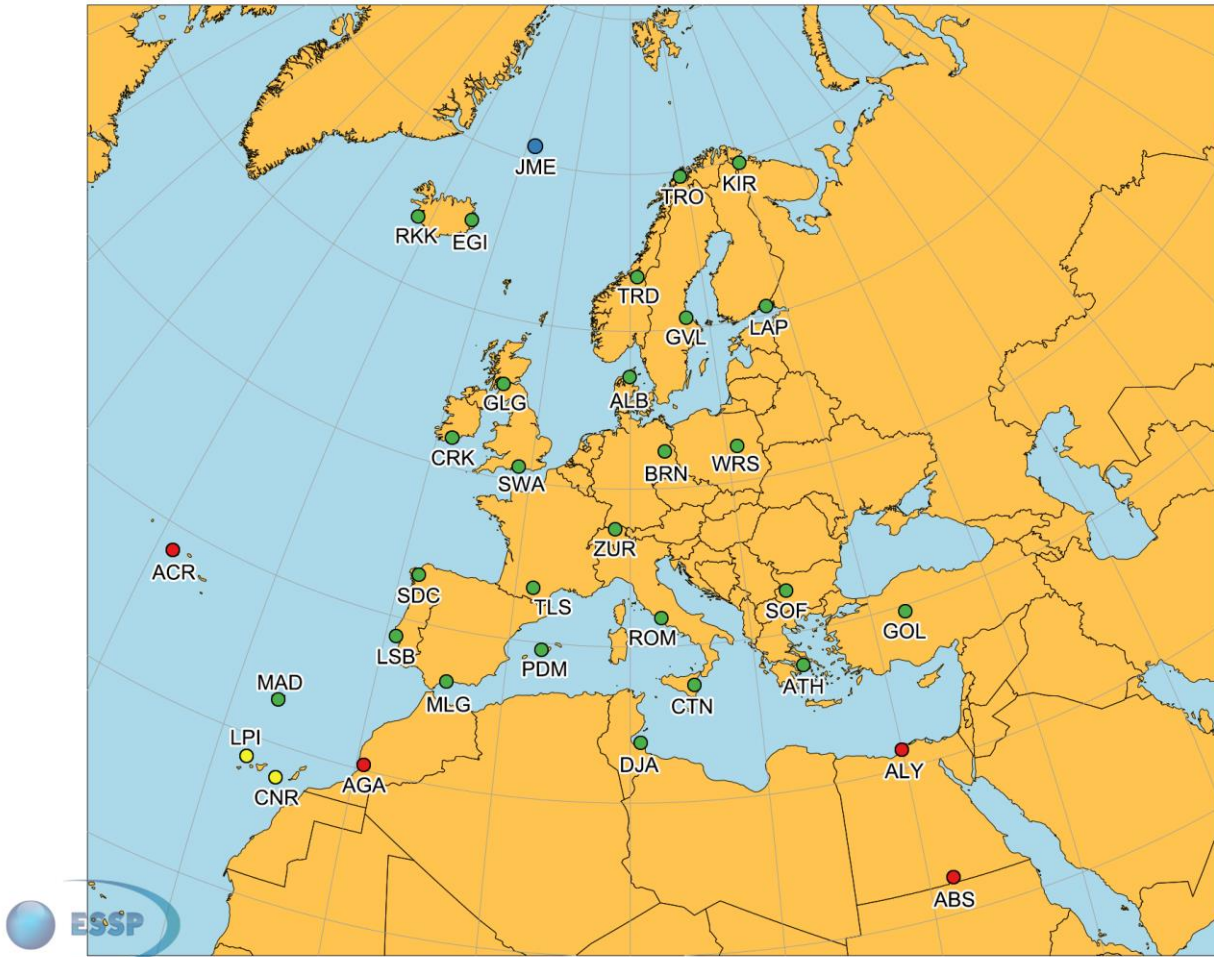 JME
TRO
KIR
RKK
EGI
TRD
GVL
LAP
GLG
ALB
CRK
SWA
BRN
WRS
ZUR
ACR
SDC
TLS
SOF
GOL
ROM
LSB
PDM
ATH
MAD
MLG
CTN
LPI
DJA
ALY
CNR
AGA
ABS
ESSP